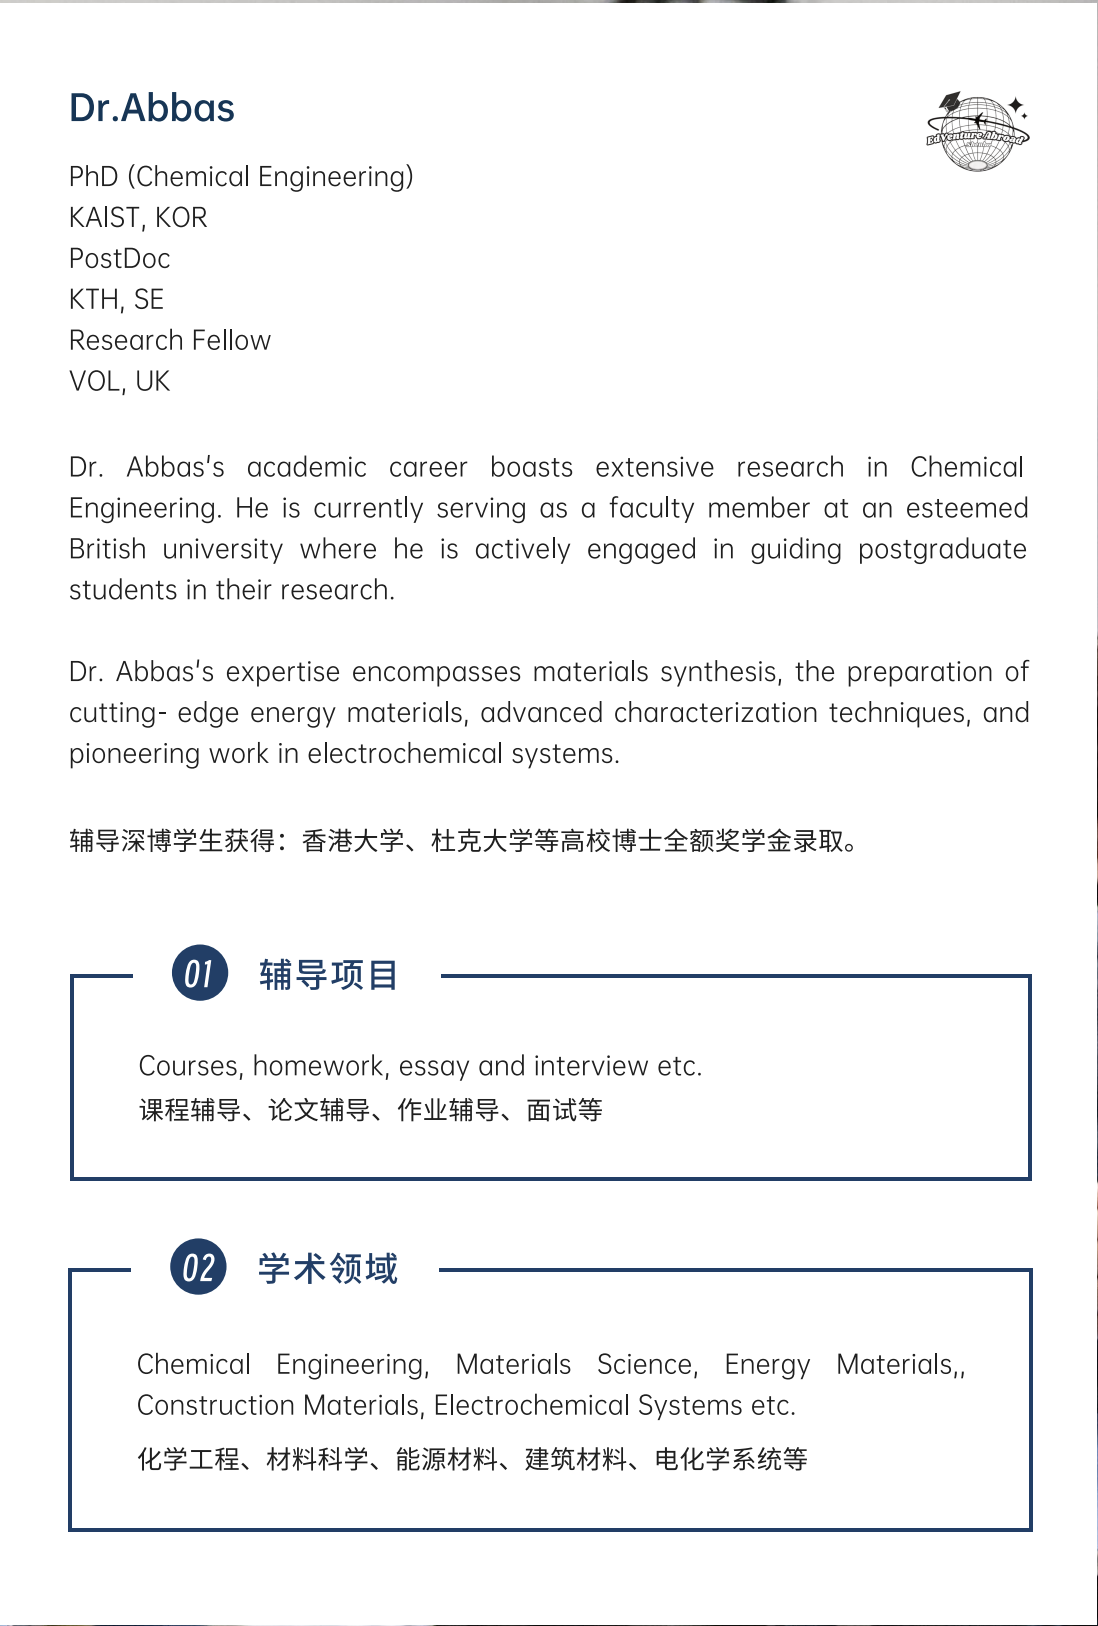 Dr.Abbas
EdVenture Abroad
PhD (Chemical Engineering)
KAlST, KOR
PostDoc
KTH, SE
Research Fellow
VOL, UK
Dr. Abbas's academic career boasts extensive research in Chemical
Engineering. He is currently serving as a faculty member at an esteemed
British university where he is actively engaged in guiding postgraduate
students in their research.
Dr. Abbas's expertise encompasses materials synthesis, the preparation of
cutting- edge energy materials, advanced characterization techniques, and
pioneering work in electrochemical systems.
辅导深博学生获得：香港大学、杜克大学等高校博士全额奖学金录取。
01 辅导项目
Courses, homework, essay and interview etc.
课程辅导、论文辅导、作业辅导、面试等
02 学术领域
Chemical Engineering, Materials Science, Energy Materials,,
Construction Materials, Electrochemical Systems etc.
化学工程、材料科学、能源材料、建筑材料、电化学系统等